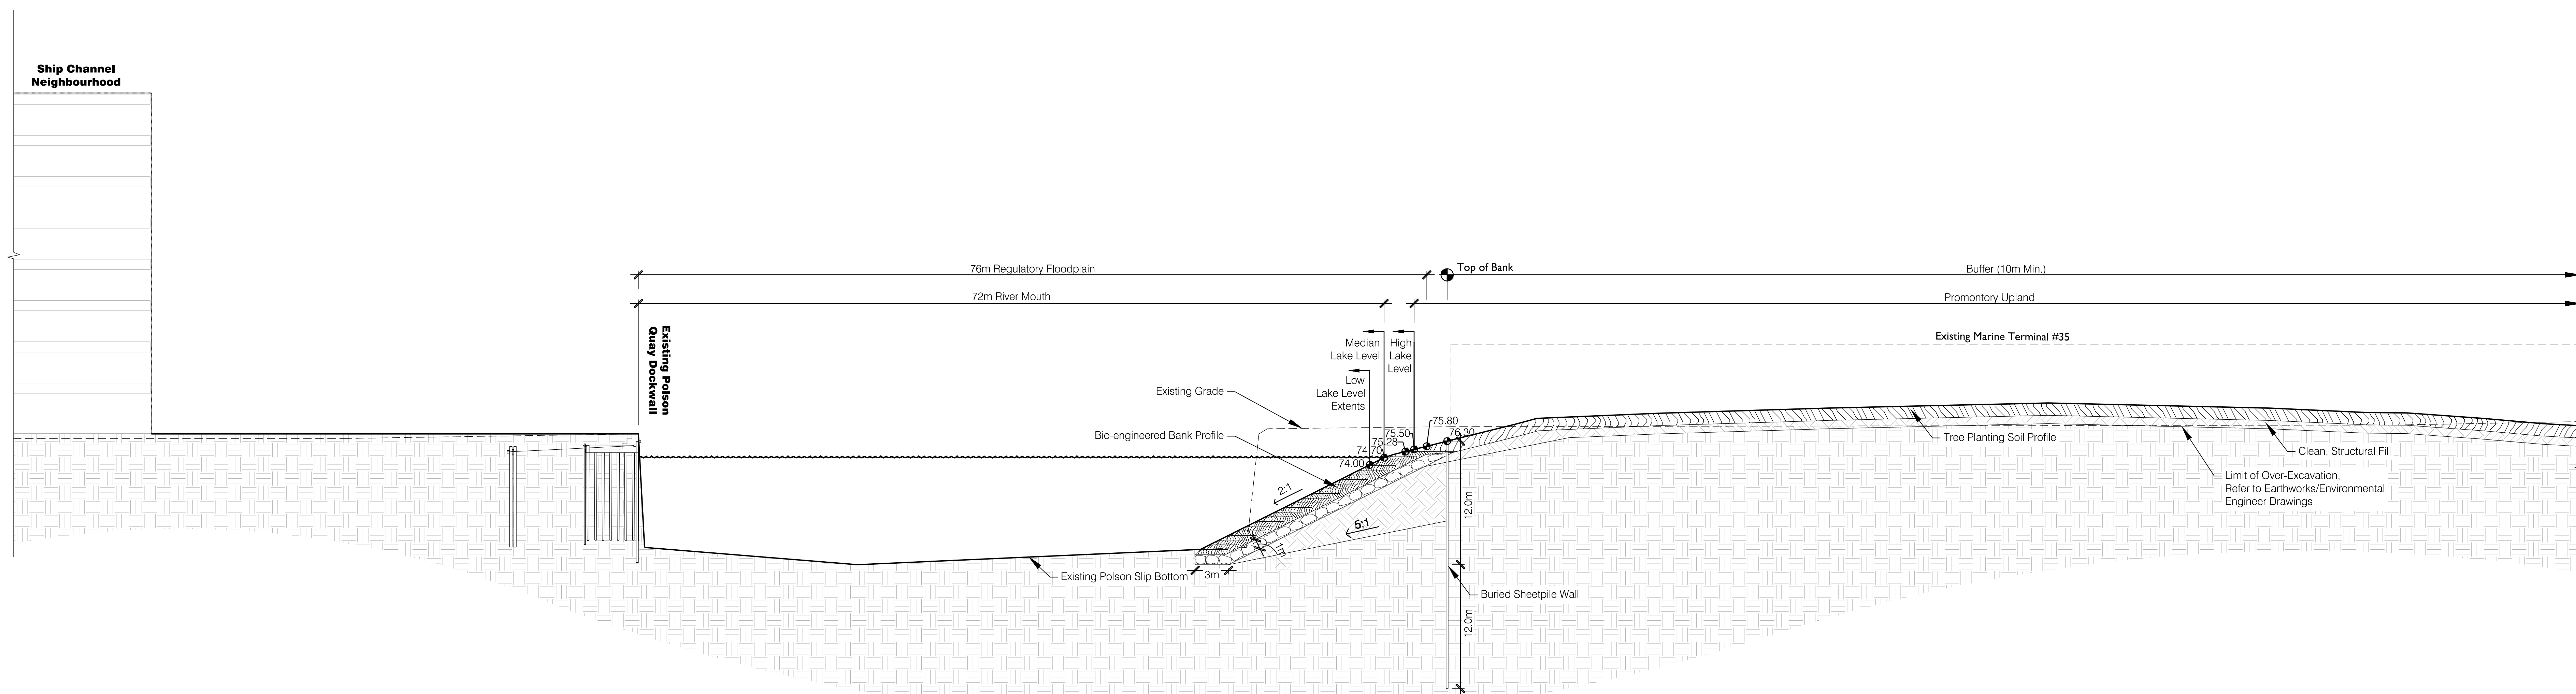 Ship Channel
Neighbourhood
76m Regulatory Floodplain
Top of Bank
Buffer (10m Min.)
72m River Mouth
Promontory Upland
Existing Polson
Quay Dockwall
Median
Lake Level
High
Lake
Level
Low
Lake Level
Extents
Existing Marine Terminal #35
Existing Grade
Bio-engineered Bank Profile
75.80
76.30
75.50
75.28
74.70
74.00
Tree Planting Soil Profile
Clean, Structural Fill
Limit of Over-Excavation,
Refer to Earthworks/Environmental
Engineer Drawings
2:1
5:1
12.0m
1m
3m
Existing Polson Slip Bottom
Buried Sheetpile Wall
12.0m